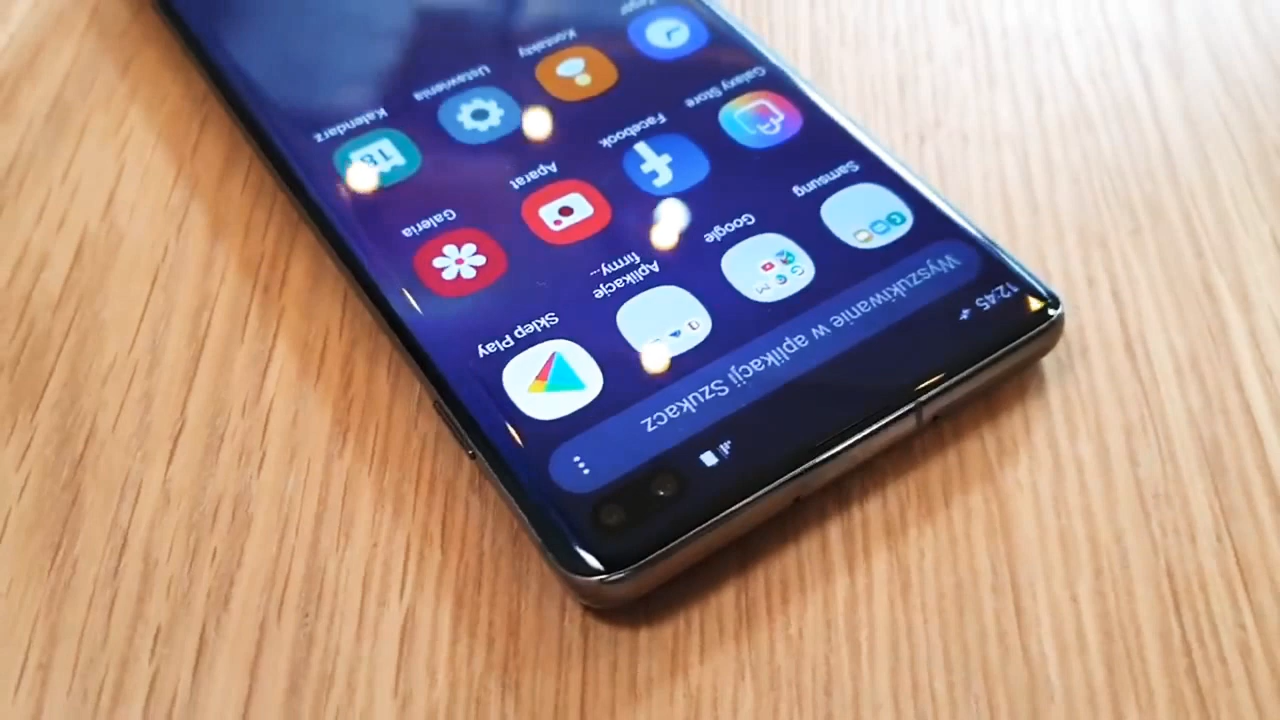 12:45
Wyszukiwanie w aplikacji Szukacz
Samsung
Google
Aplikacje
firmy...
Sklep Play
Galaxy Store
Facebook
Aparat
Galeria
Kontakty
Ustawienia
18
Kalendarz